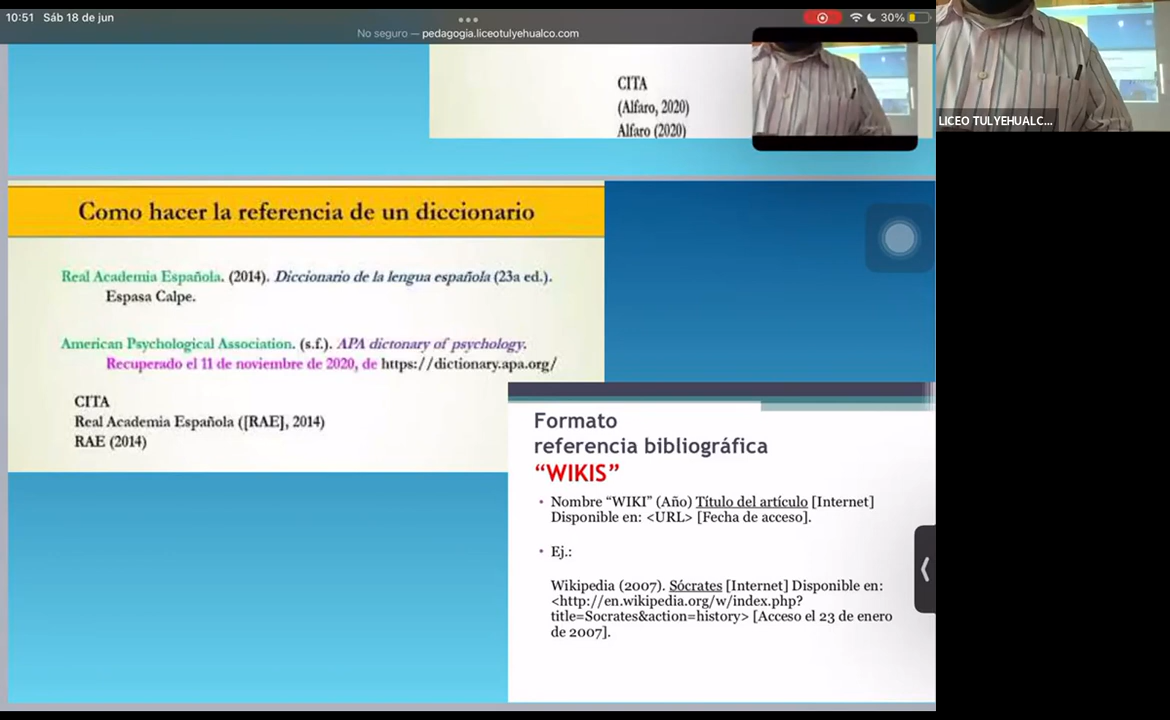 10:51 Sáb 18 de jun
30%
No seguro — pedagogia.liceotulyehualco.com
CITA
(Alfaro, 2020)
Alfaro (2020)
LICEO TULYEHUALC...
Como hacer la referencia de un diccionario
Real Academia Española. (2014). Diccionario de la lengua española (23a ed.).
Espasa Calpe.
American Psychological Association. (s.f.). APA dictonary of psychology.
Recuperado el 11 de noviembre de 2020, de https://dictionary.apa.org/
CITA
Real Academia Española ([RAE], 2014)
RAE (2014)
Formato
referencia bibliográfica
“WIKIS”
• Nombre “WIKI” (Año) Título del artículo [Internet]
Disponible en: <URL> [Fecha de acceso].
• Ej.:
Wikipedia (2007). Sócrates [Internet] Disponible en:
<http://en.wikipedia.org/w/index.php?
title=Socrates&action=history> [Acceso el 23 de enero
de 2007].